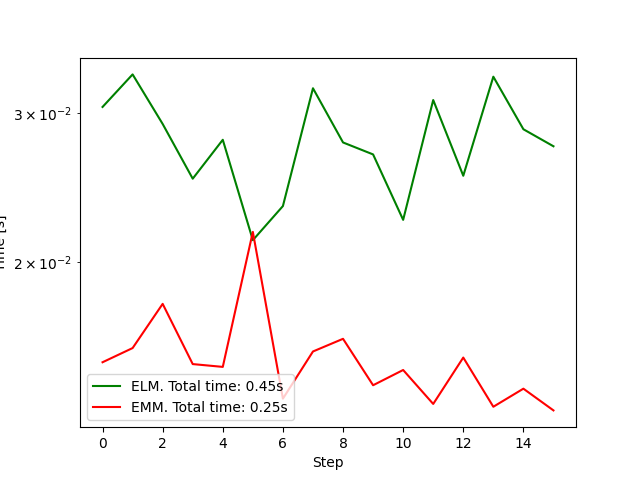 3 × 10⁻²
2 × 10⁻²
Time [s]
ELM. Total time: 0.45s
EMM. Total time: 0.25s
0 2 4 6 8 10 12 14
Step